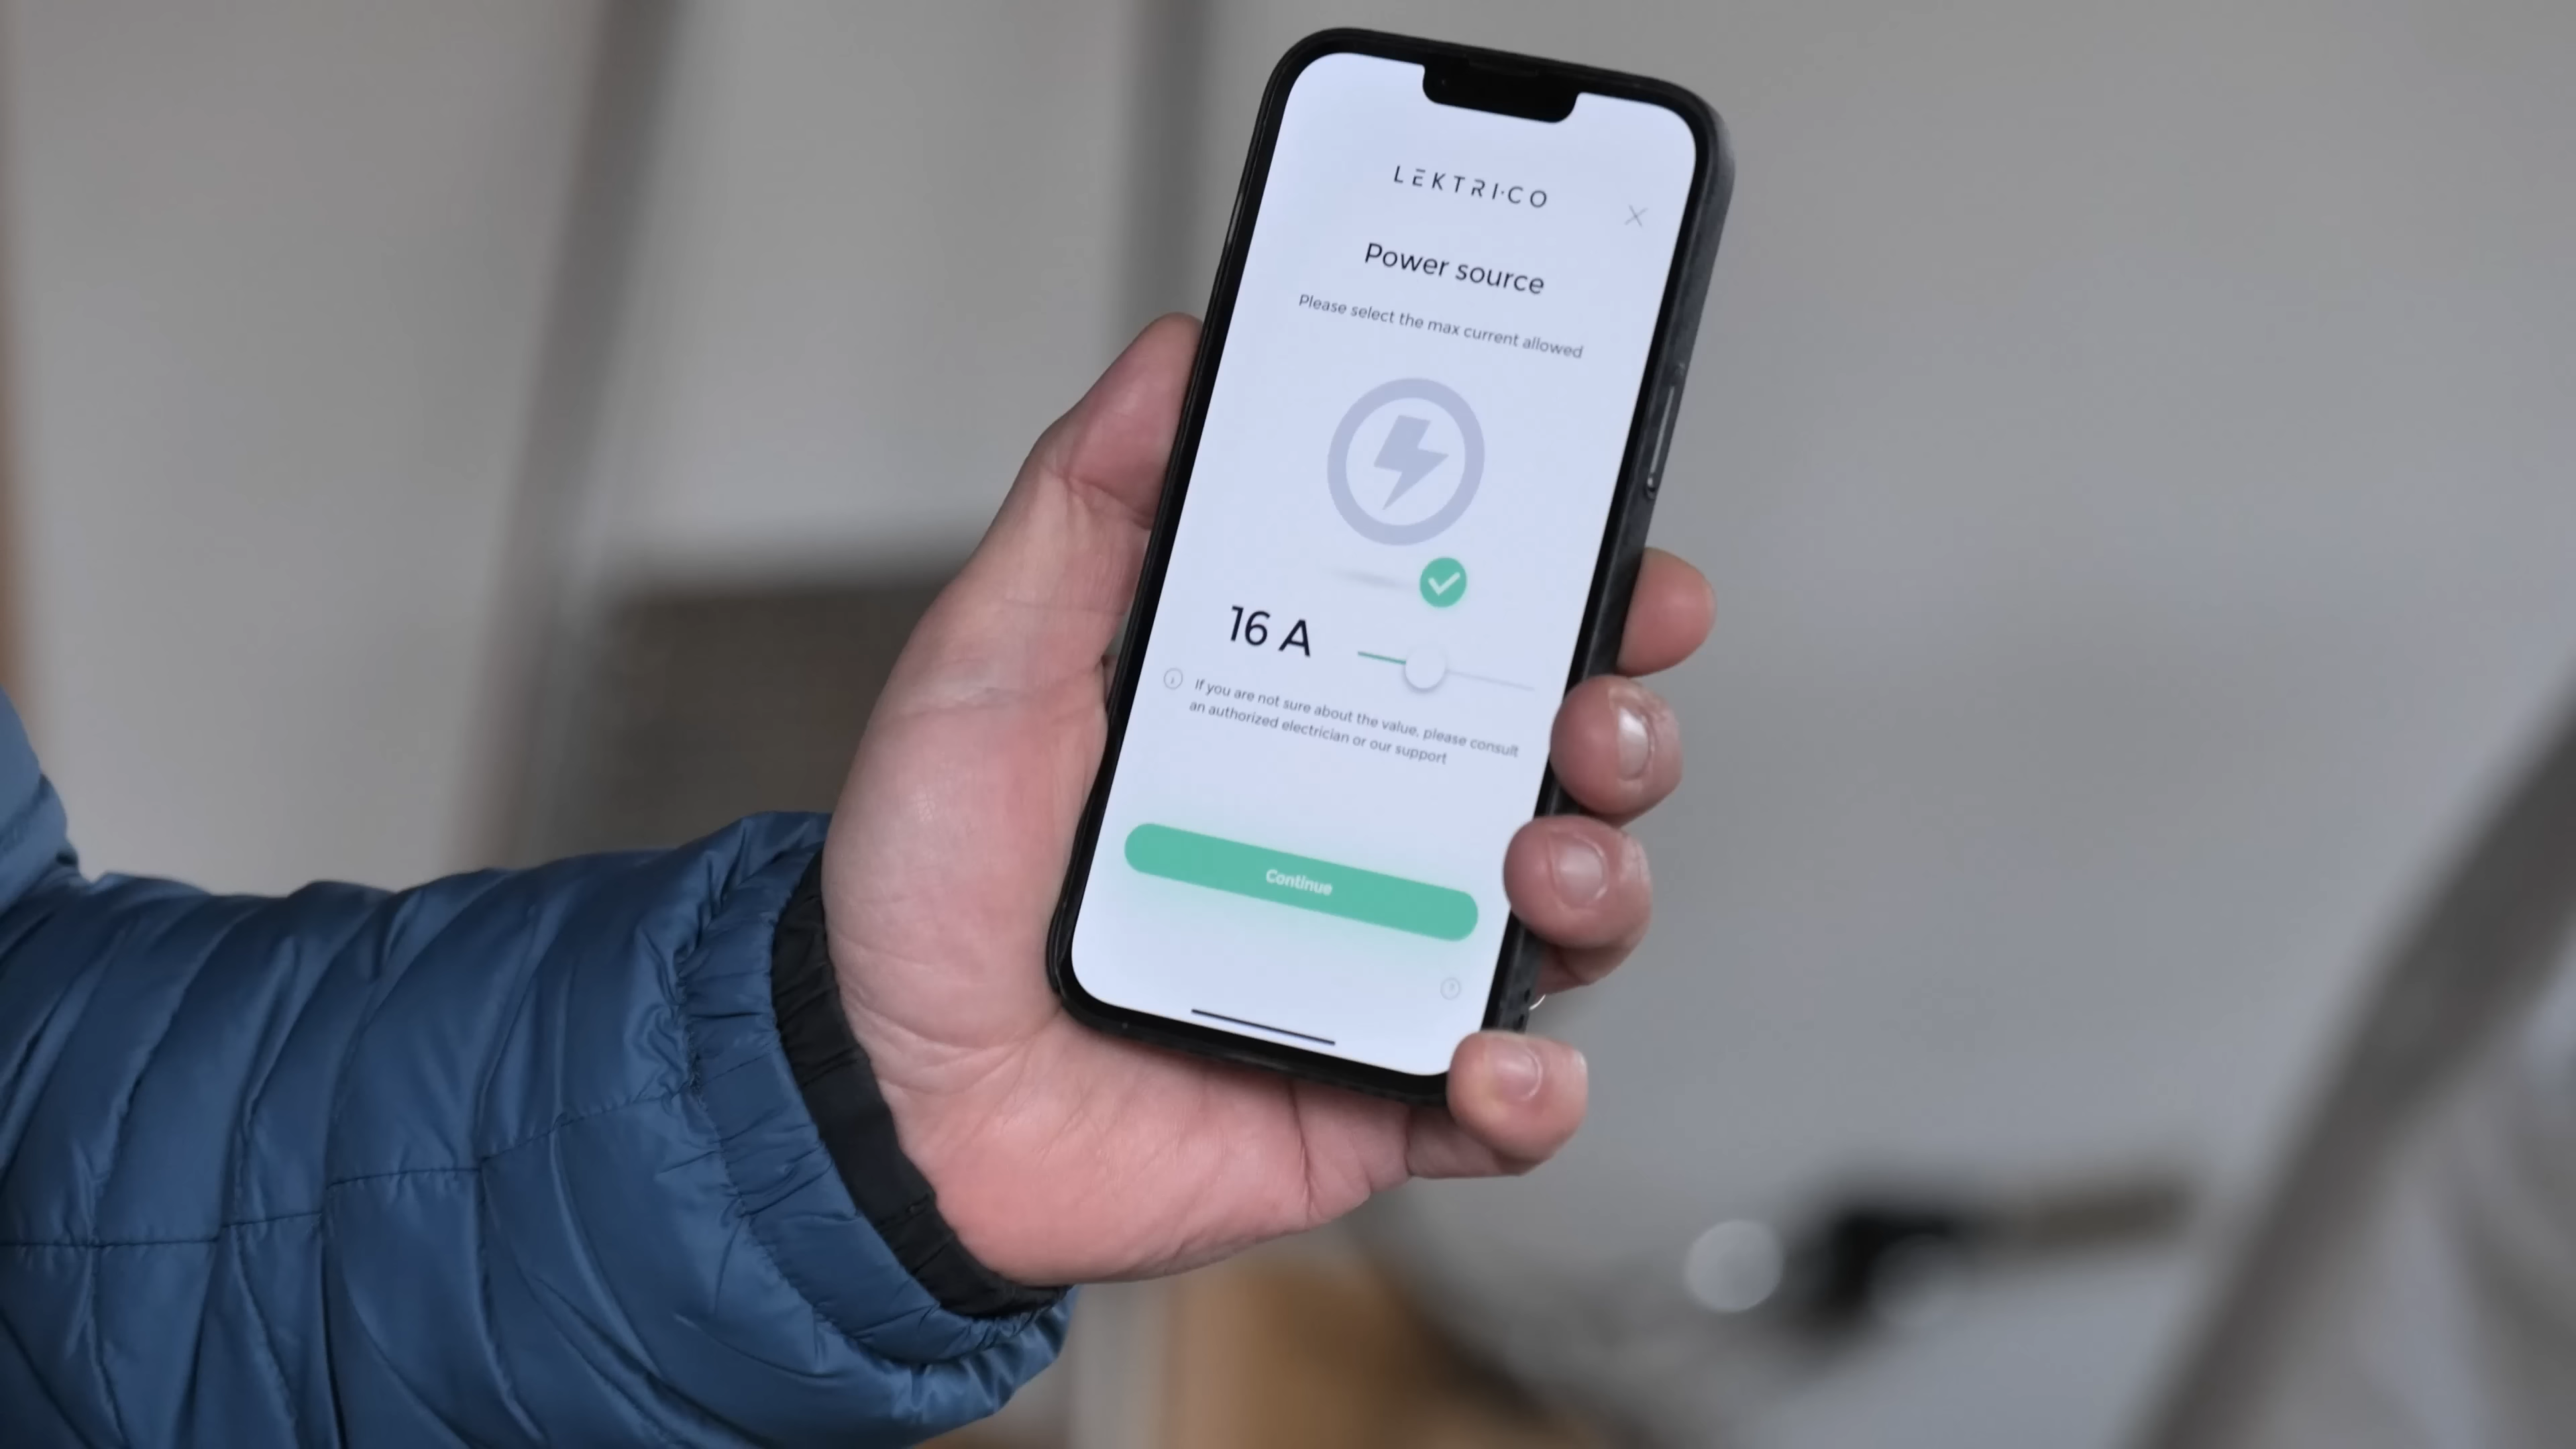 LEKTRI·CO
Power source
Please select the max current allowed
16 A
If you are not sure about the value, please consult
an authorized electrician or our support
Continue